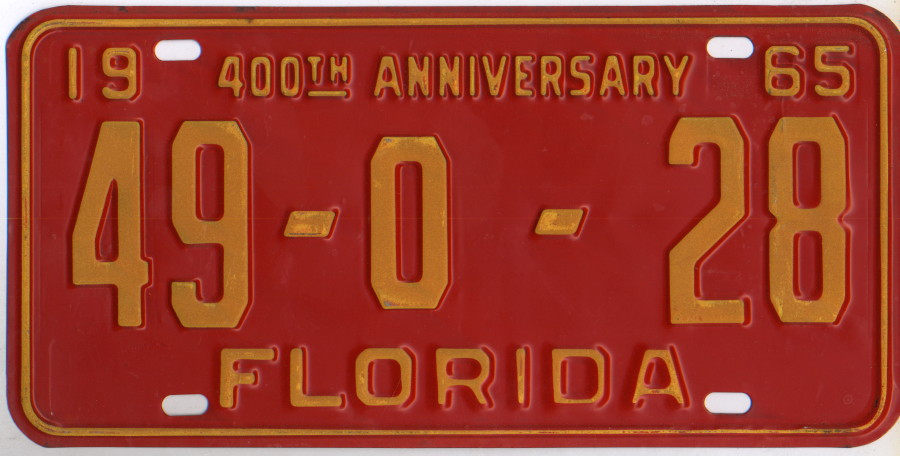 19 400TH ANNIVERSARY 65
49-0-28
FLORIDA